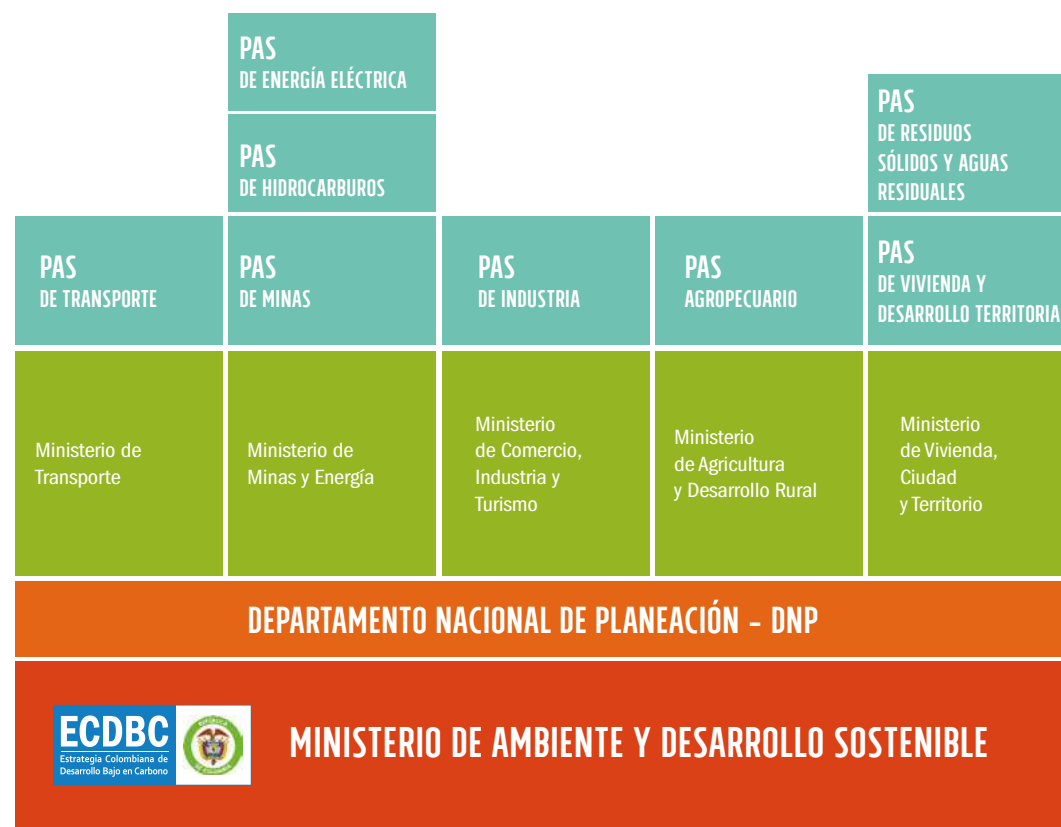 PAS
DE ENERGÍA ELÉCTRICA
PAS
DE HIDROCARBUROS
PAS
DE RESIDUOS
SÓLIDOS Y AGUAS
RESIDUALES
PAS
DE TRANSPORTE
PAS
DE MINAS
PAS
DE INDUSTRIA
PAS
AGROPECUARIO
PAS
DE VIVIENDA Y
DESARROLLO TERRITORIA
Ministerio de
Transporte
Ministerio de
Minas y Energía
Ministerio
de Comercio,
Industria y
Turismo
Ministerio
de Agricultura
y Desarrollo Rural
Ministerio
de Vivienda,
Ciudad
y Territorio
DEPARTAMENTO NACIONAL DE PLANEACIÓN - DNP
ECDBC
Estrategia Colombiana de
Desarrollo Bajo en Carbono
MINISTERIO DE AMBIENTE Y DESARROLLO SOSTENIBLE